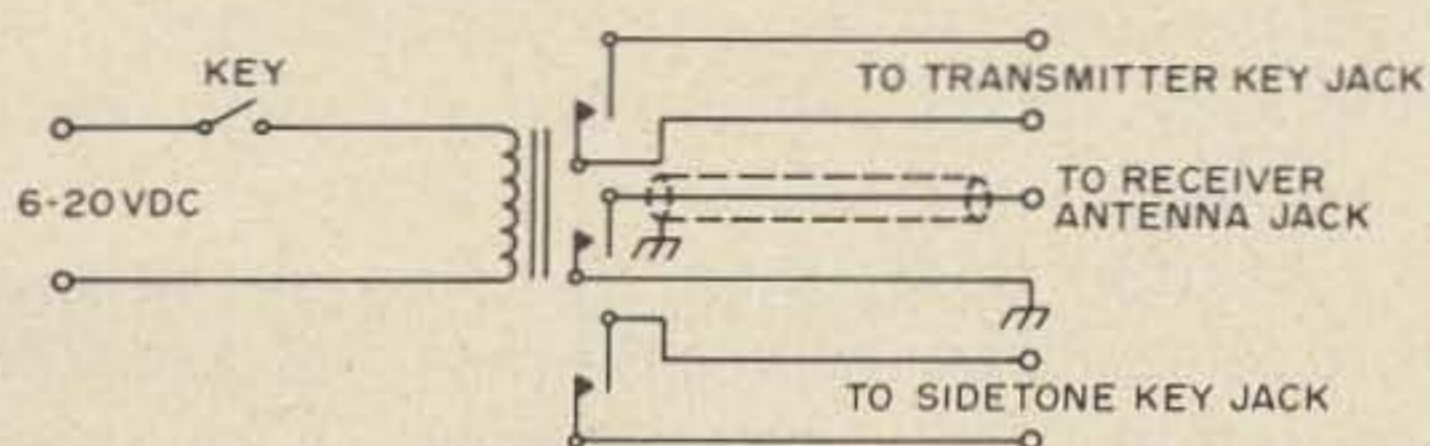 KEY
TO TRANSMITTER KEY JACK
6-20VDC
TO RECEIVER
ANTENNA JACK
TO SIDETONE KEY JACK